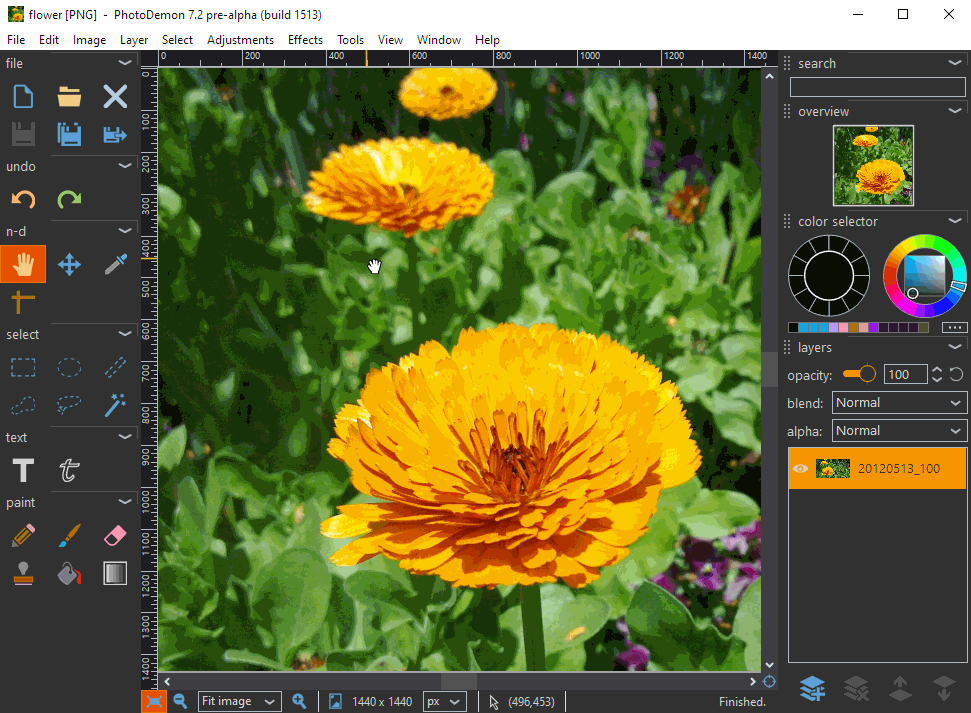 flower [PNG]  -  PhotoDemon 7.2 pre-alpha (build 1513)
File Edit Image Layer Select Adjustments Effects Tools View Window Help
file
undo
n-d
select
text
T t
paint
0 200 400 600 800 1000 1200 1400
0 100 200 300 400 500 600 700 800 900 1000 1100 1200 1300 1400
search
overview
color selector
layers
opacity: 100
blend: Normal
alpha: Normal
20120513_100
Fit image 1440 x 1440 px (496,453) Finished.